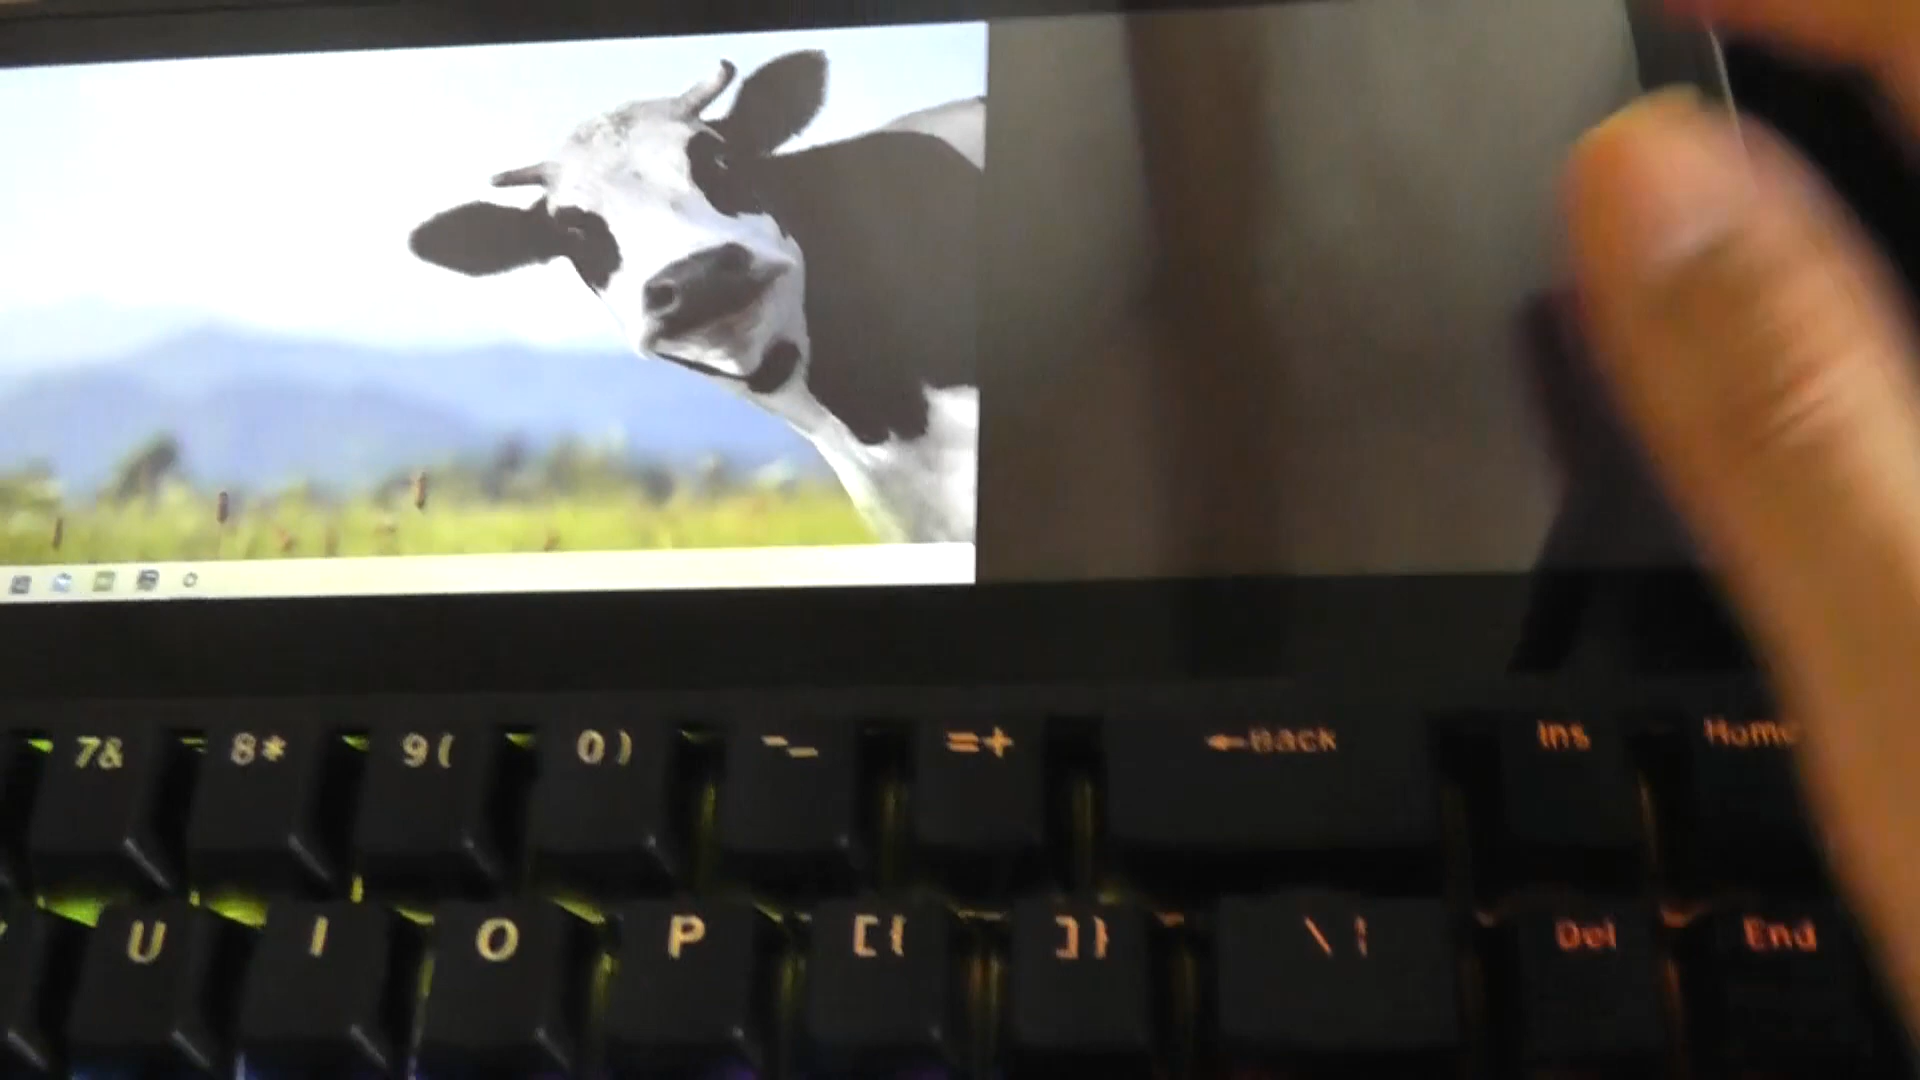 7& 8* 9( 0) -_ =+ ←Back Ins Home
U I O P [{ ]} \| Del End